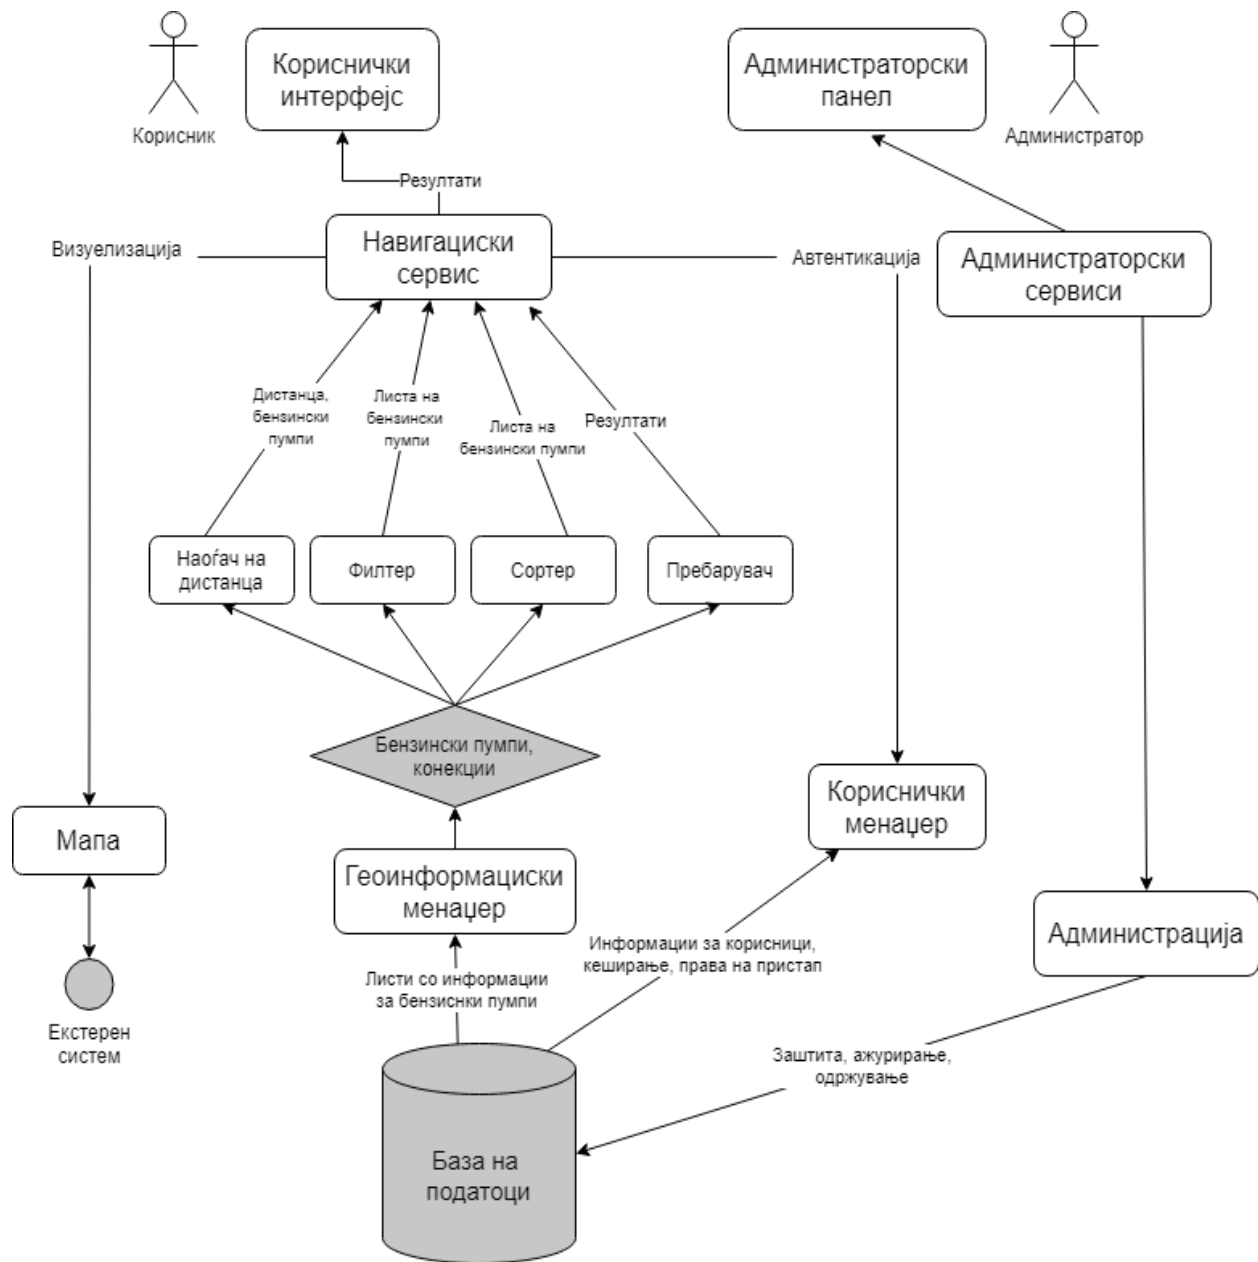 Кориснички
интерфејс
Администраторски
панел
Корисник
Администратор
Резултати
Визуелизација
Навигациски
сервис
Автентикација
Администраторски
сервиси
Дистанца,
бензински
пумпи
Листа на
бензински
пумпи
Листа на
бензински пумпи
Резултати
Наоѓач на
дистанца
Филтер
Сортер
Пребарувач
Бензински пумпи,
конекции
Мапа
Кориснички
менаџер
Геоинформациски
менаџер
Администрација
Информации за корисници,
кеширање, права на пристап
Листи со информации
за бензиснки пумпи
Екстерен
систем
Заштита, ажурирање,
одржување
База на
податоци